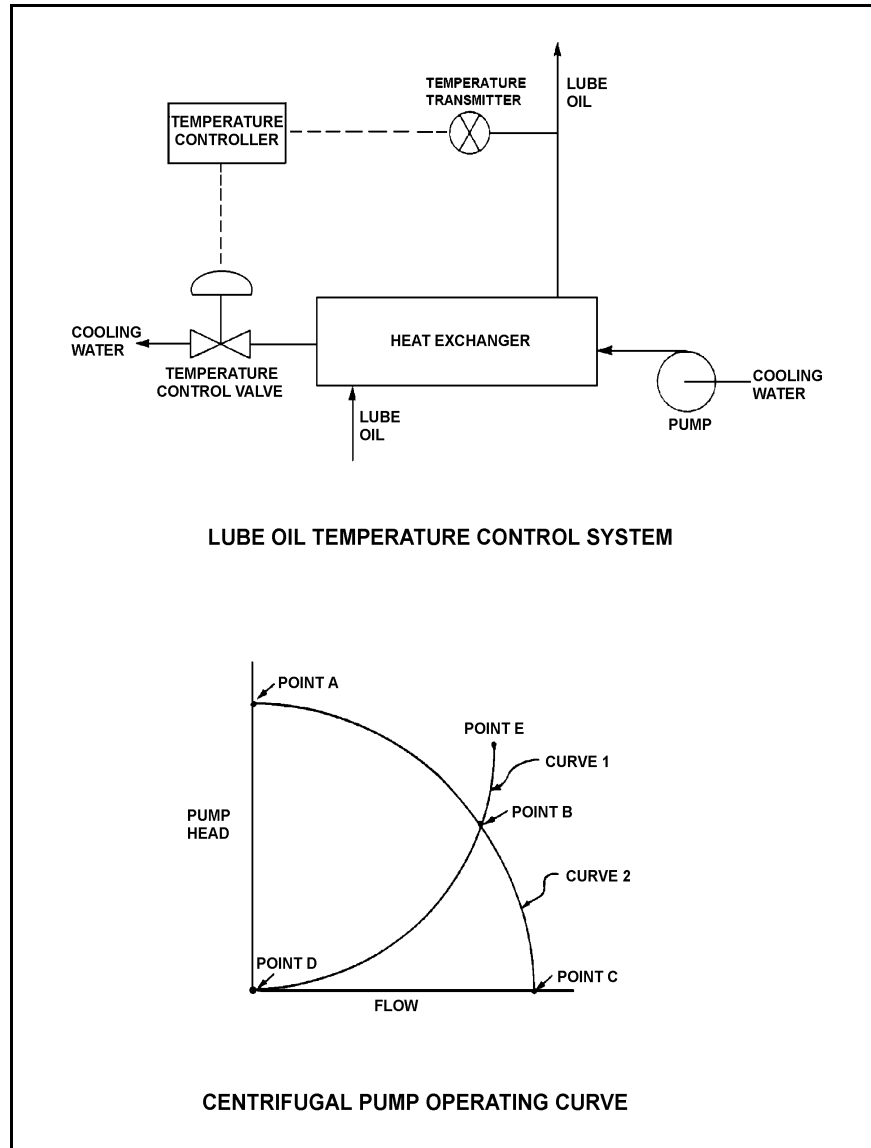 TEMPERATURE
TRANSMITTER
LUBE
OIL
TEMPERATURE
CONTROLLER
COOLING
WATER
HEAT EXCHANGER
TEMPERATURE
CONTROL VALVE
LUBE
OIL
COOLING
WATER
PUMP
LUBE OIL TEMPERATURE CONTROL SYSTEM
POINT A
POINT E
CURVE 1
PUMP
HEAD
POINT B
CURVE 2
POINT D
POINT C
FLOW
CENTRIFUGAL PUMP OPERATING CURVE